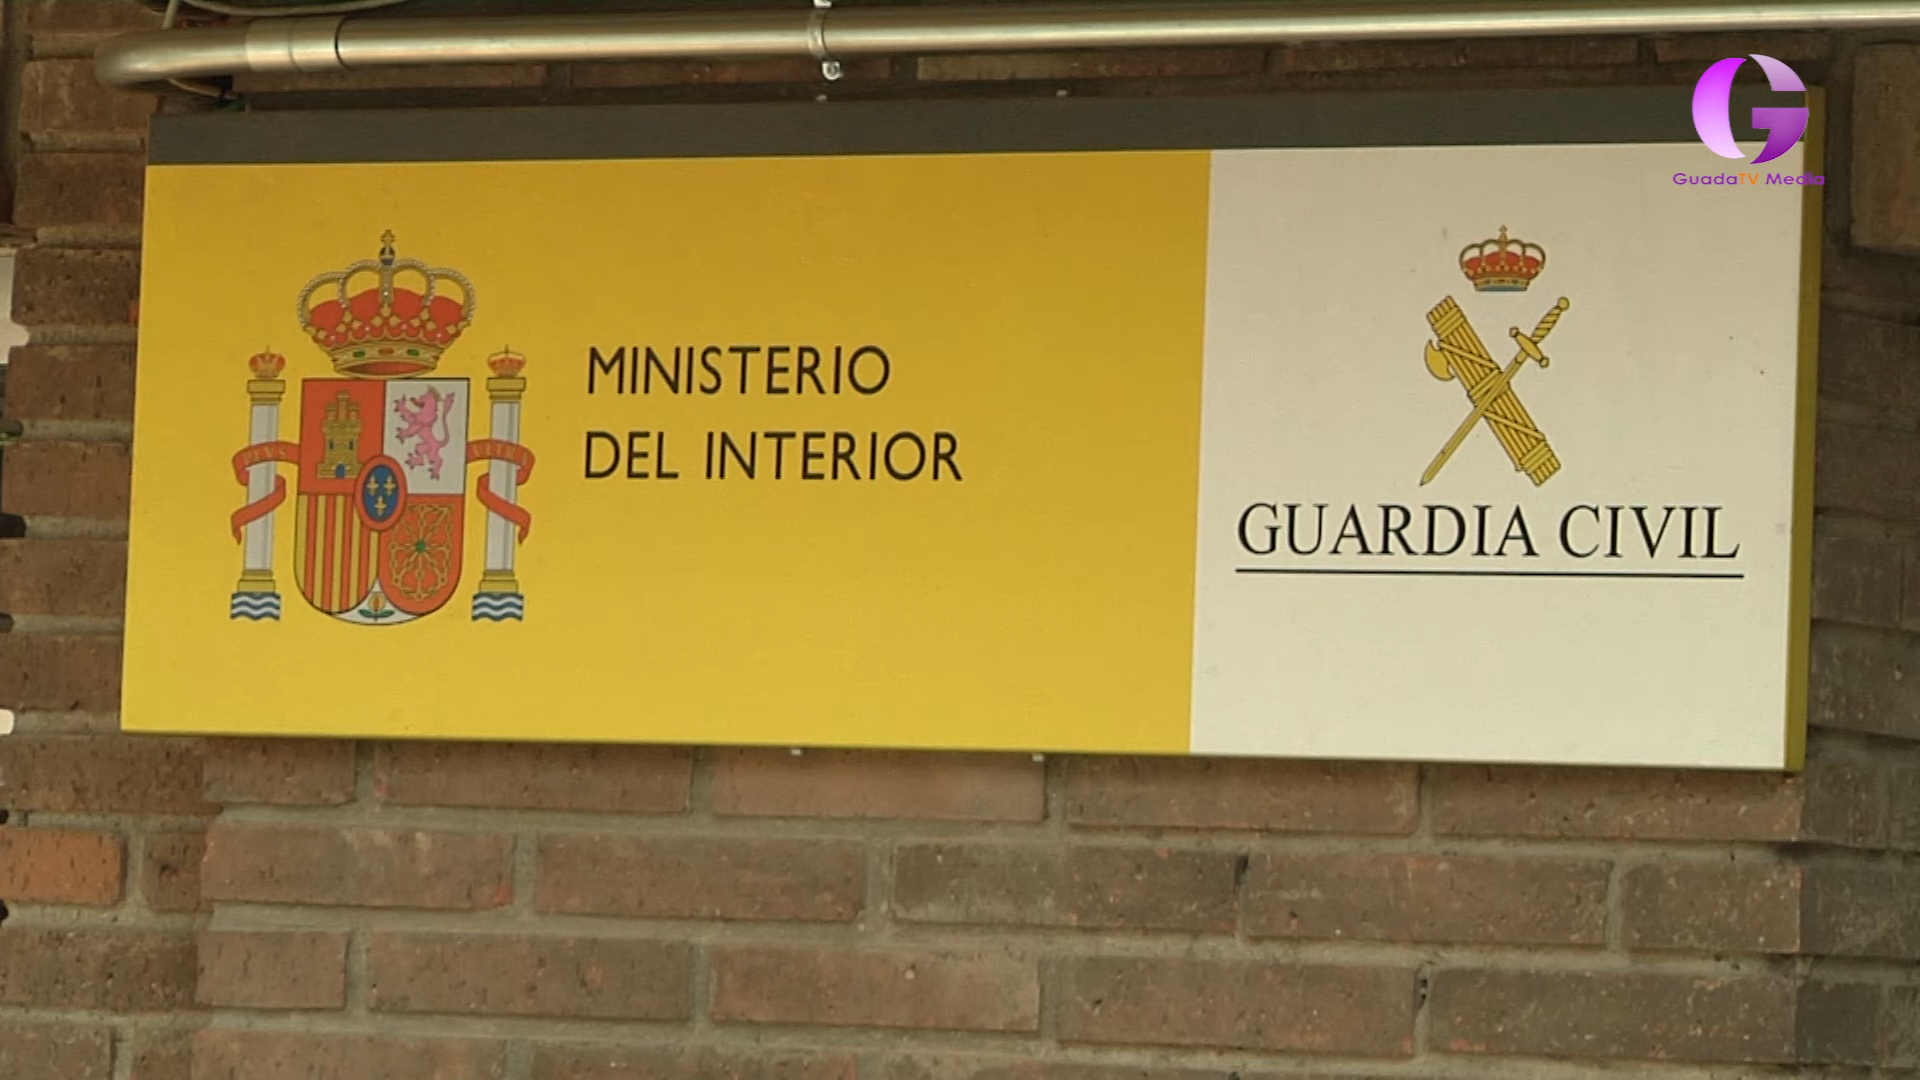 GuadaTV Media
MINISTERIO
DEL INTERIOR
PLVS
VLTRA
GUARDIA CIVIL